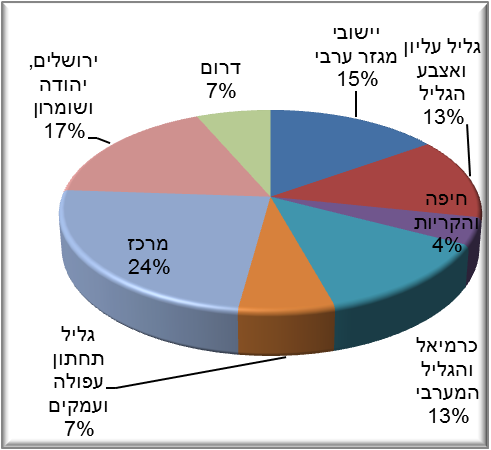 יישובי
מגזר ערבי
15%
גליל עליון
ואצבע
הגליל
13%
חיפה
והקריות
4%
כרמיאל
והגליל
המערבי
13%
גליל
תחתון
עפולה
ועמקים
7%
מרכז
24%
ירושלים,
יהודה
ושומרון
17%
דרום
7%